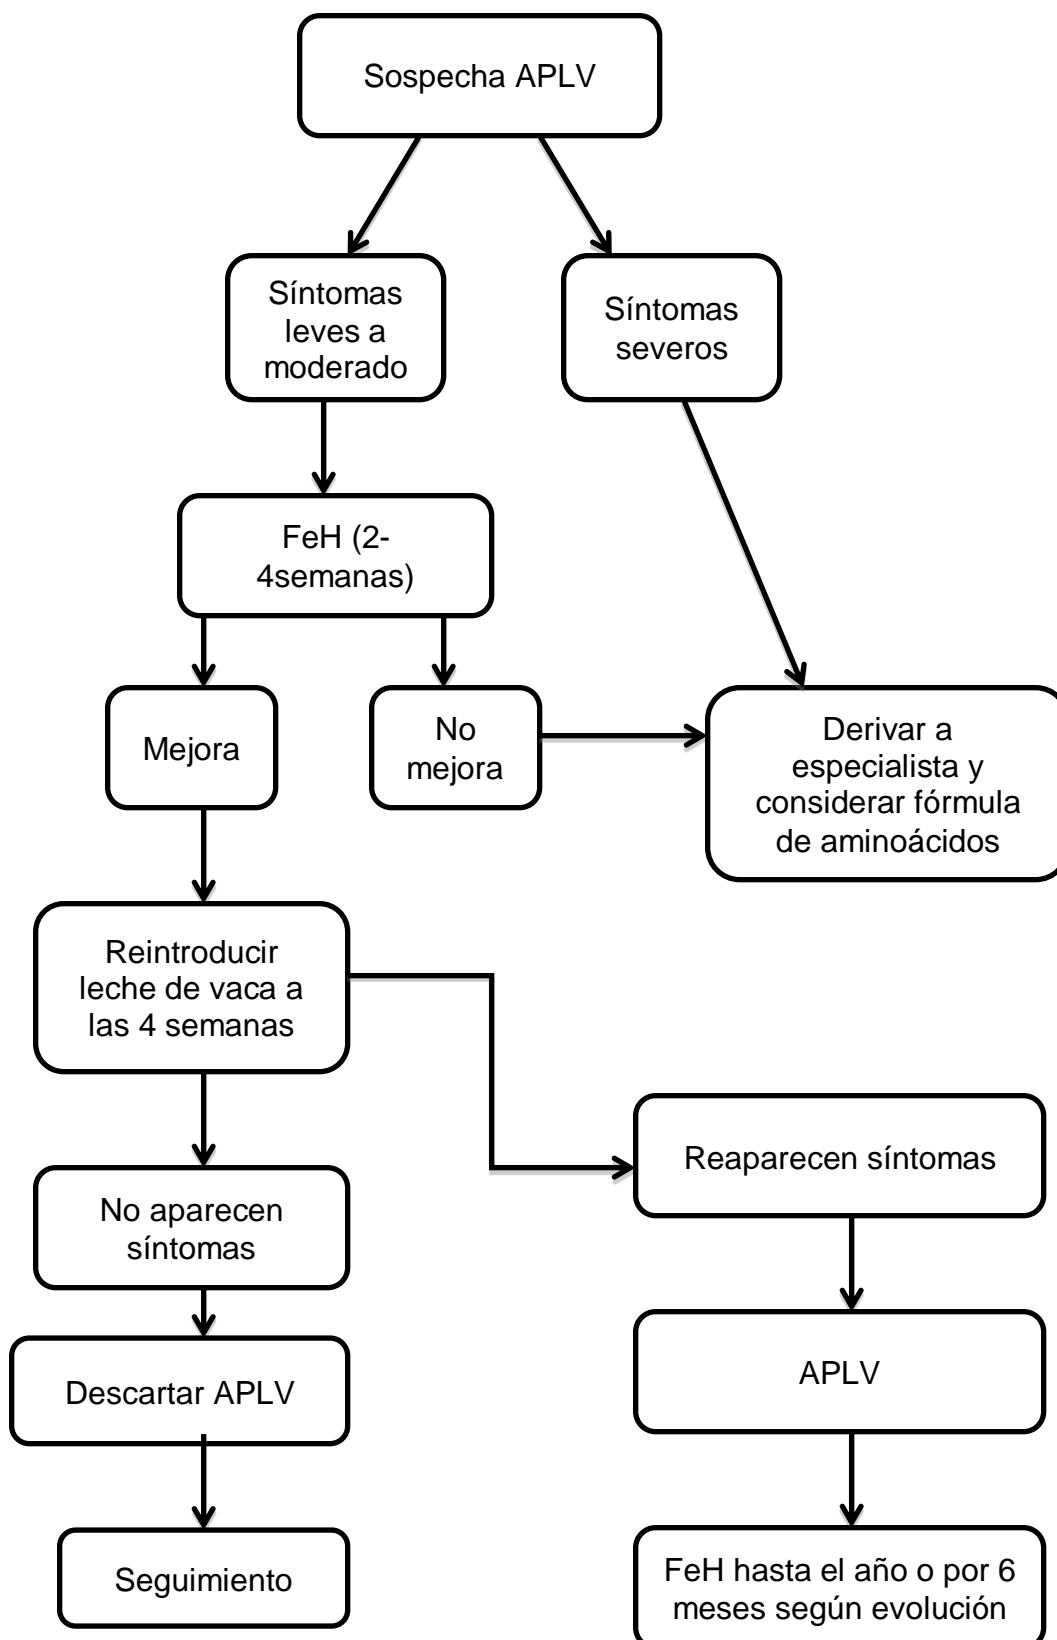 Sospecha APLV
Síntomas
leves a
moderado
Síntomas
severos
FeH (2-
4semanas)
Mejora
No
mejora
Derivar a
especialista y
considerar fórmula
de aminoácidos
Reintroducir
leche de vaca a
las 4 semanas
Reaparecen síntomas
No aparecen
síntomas
APLV
Descartar APLV
Seguimiento
FeH hasta el año o por 6
meses según evolución